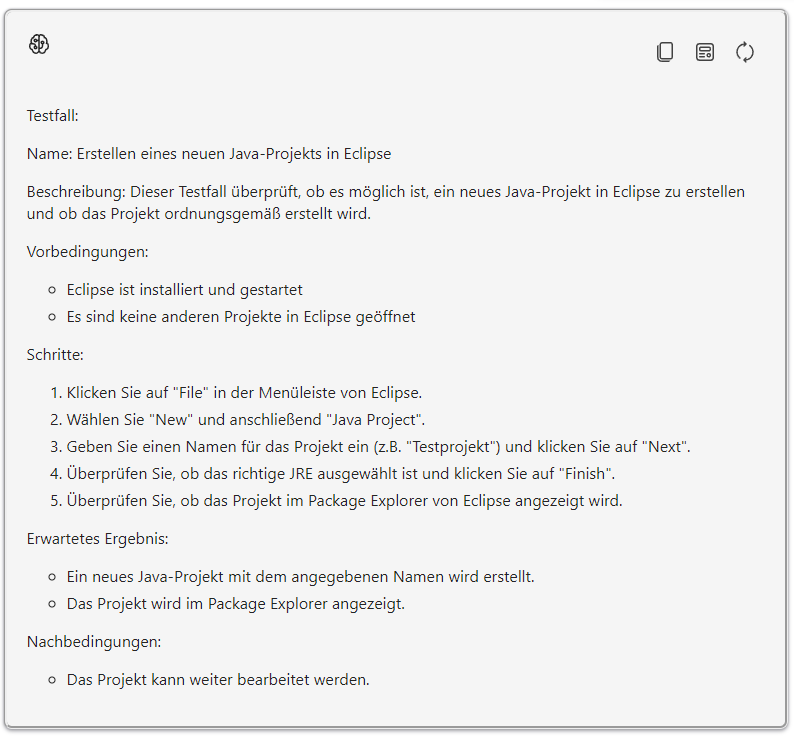 Testfall:
Name: Erstellen eines neuen Java-Projekts in Eclipse
Beschreibung: Dieser Testfall überprüft, ob es möglich ist, ein neues Java-Projekt in Eclipse zu erstellen
und ob das Projekt ordnungsgemäß erstellt wird.
Vorbedingungen:
Eclipse ist installiert und gestartet
Es sind keine anderen Projekte in Eclipse geöffnet
Schritte:
1. Klicken Sie auf "File" in der Menüleiste von Eclipse.
2. Wählen Sie "New" und anschließend "Java Project".
3. Geben Sie einen Namen für das Projekt ein (z.B. "Testprojekt") und klicken Sie auf "Next".
4. Überprüfen Sie, ob das richtige JRE ausgewählt ist und klicken Sie auf "Finish".
5. Überprüfen Sie, ob das Projekt im Package Explorer von Eclipse angezeigt wird.
Erwartetes Ergebnis:
Ein neues Java-Projekt mit dem angegebenen Namen wird erstellt.
Das Projekt wird im Package Explorer angezeigt.
Nachbedingungen:
Das Projekt kann weiter bearbeitet werden.